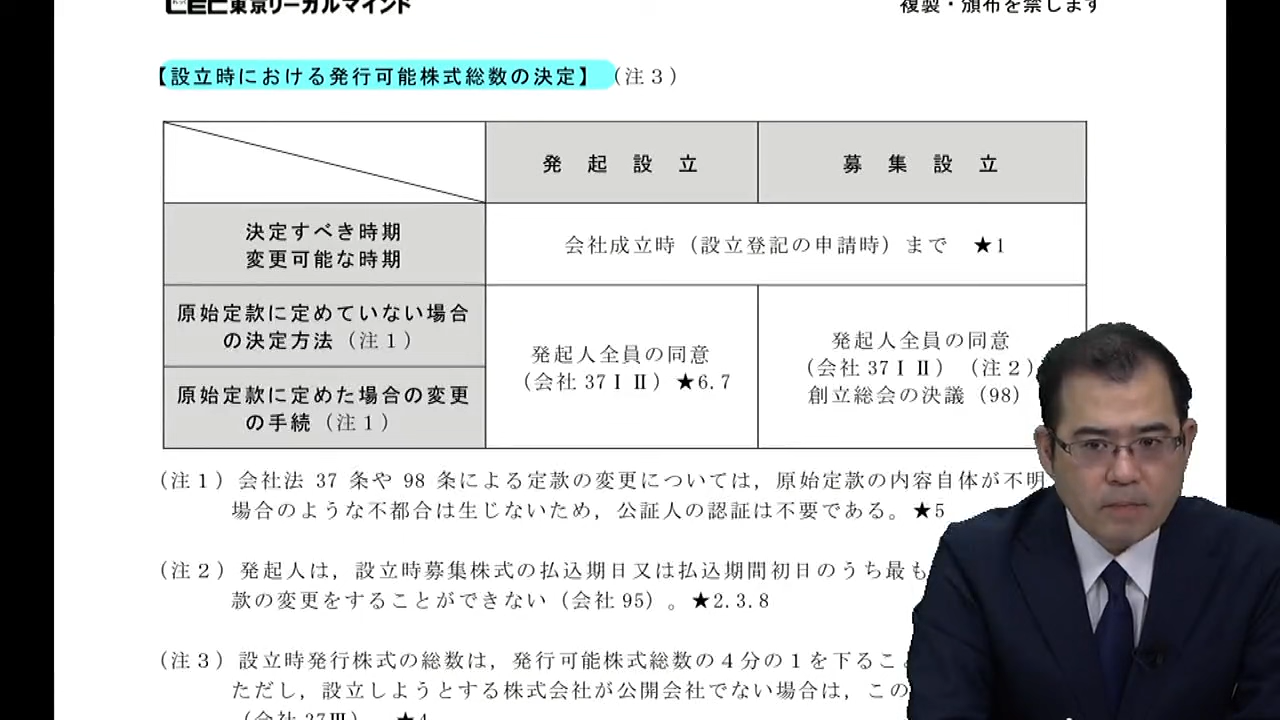 LEC東京リーガルマインド
複製・頒布を禁します
【設立時における発行可能株式総数の決定】（注３）
発起設立
募集設立
決定すべき時期
変更可能な時期
会社成立時（設立登記の申請時）まで ★1
原始定款に定めていない場合
の決定方法（注１）
発起人全員の同意
（会社 37ⅠⅡ）★6.7
発起人全員の同意
（会社 37ⅠⅡ）（注２）
創立総会の決議（98）
原始定款に定めた場合の変更
の手続（注１）
（注１）会社法 37 条や 98 条による定款の変更については，原始定款の内容自体が不明
場合のような不都合は生じないため，公証人の認証は不要である。★5
（注２）発起人は，設立時募集株式の払込期日又は払込期間初日のうち最も
款の変更をすることができない（会社 95）。★2.3.8
（注３）設立時発行株式の総数は，発行可能株式総数の４分の１を下ること
ただし，設立しようとする株式会社が公開会社でない場合は，この
（会社 37Ⅲ）。★4